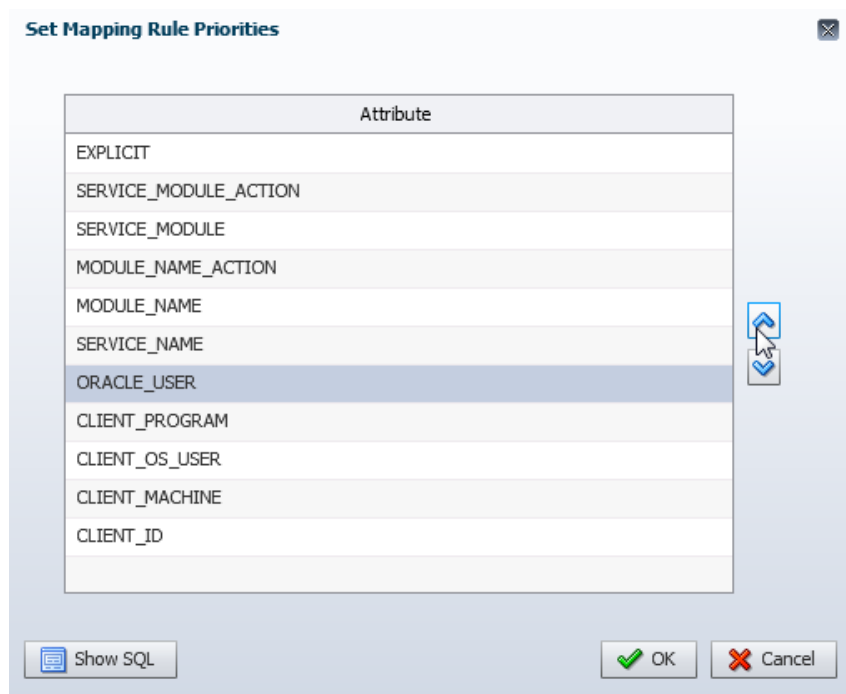 Set Mapping Rule Priorities
Attribute
EXPLICIT
SERVICE_MODULE_ACTION
SERVICE_MODULE
MODULE_NAME_ACTION
MODULE_NAME
SERVICE_NAME
ORACLE_USER
CLIENT_PROGRAM
CLIENT_OS_USER
CLIENT_MACHINE
CLIENT_ID
Show SQL OK Cancel